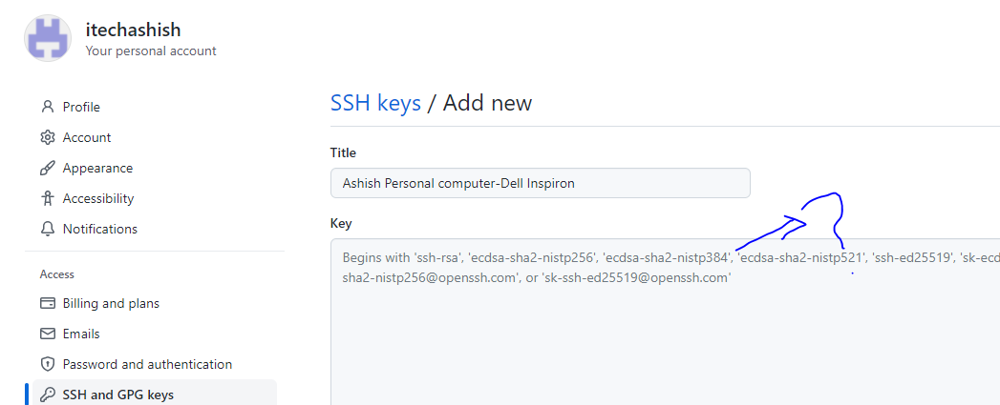 itechashish
Your personal account
Profile
Account
Appearance
Accessibility
Notifications
Access
Billing and plans
Emails
Password and authentication
SSH and GPG keys
SSH keys / Add new
Title
Ashish Personal computer-Dell Inspiron
Key
Begins with 'ssh-rsa', 'ecdsa-sha2-nistp256', 'ecdsa-sha2-nistp384', 'ecdsa-sha2-nistp521', 'ssh-ed25519', 'sk-ecd
sha2-nistp256@openssh.com', or 'sk-ssh-ed25519@openssh.com'